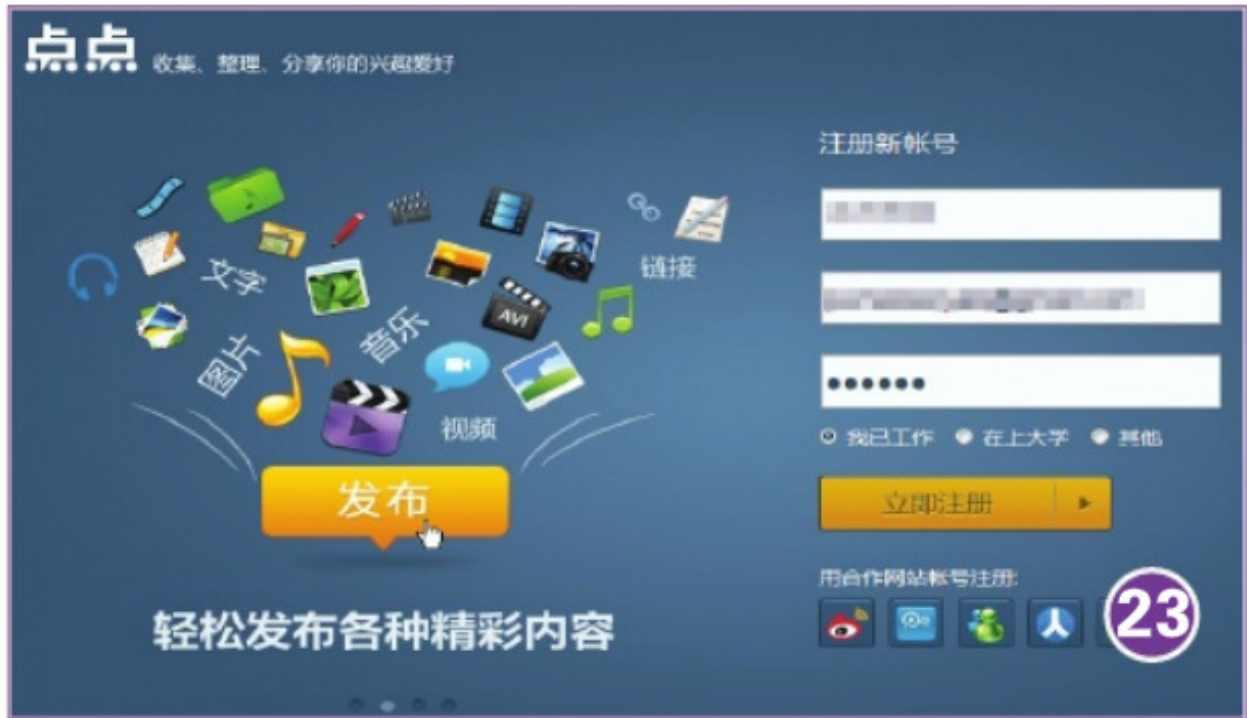 点点 收集、整理、分享你的兴趣爱好
注册新帐号
文字
链接
图片
音乐
AVI
视频
●●●●●●
我已工作 在上大学 其他
发布
立即注册
用合作网站帐号注册:
23
轻松发布各种精彩内容